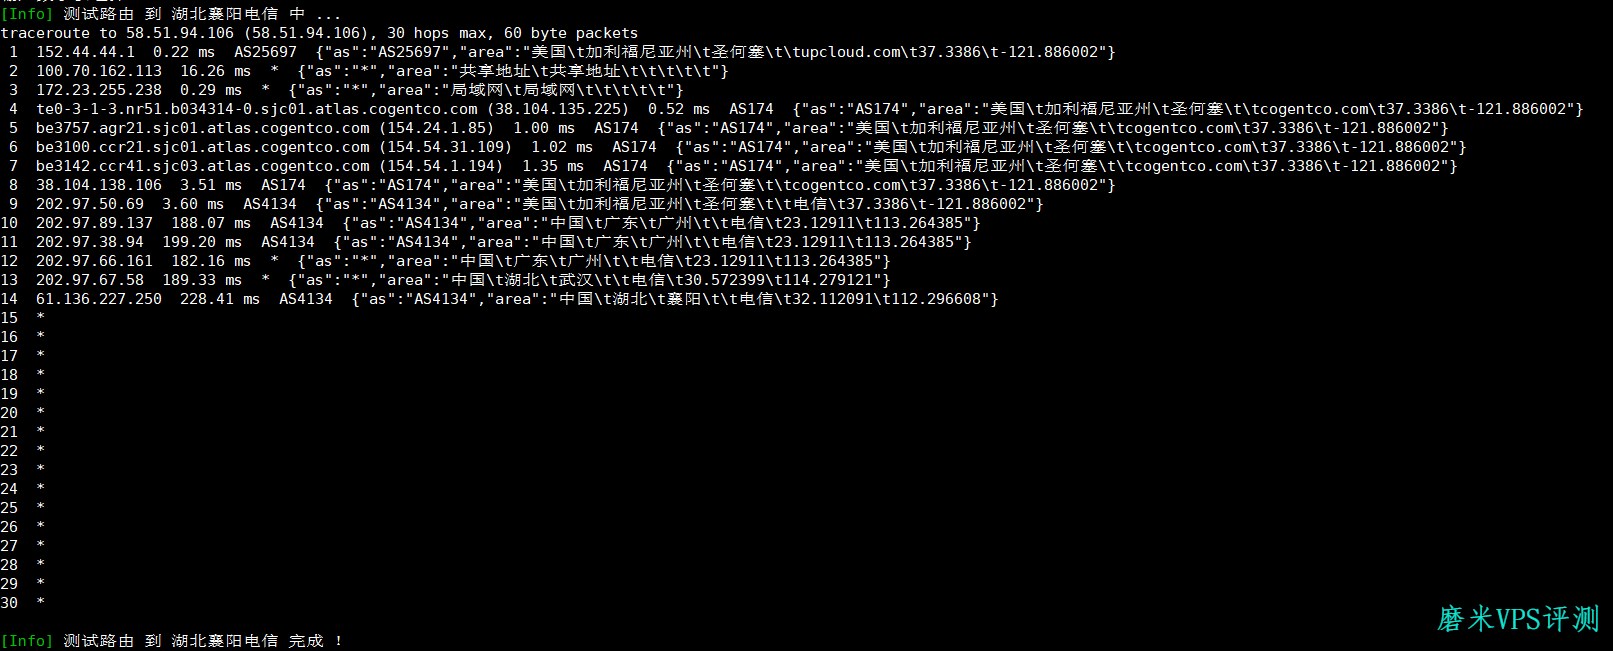 [Info] 测试路由 到 湖北襄阳电信 中 ...
traceroute to 58.51.94.106 (58.51.94.106), 30 hops max, 60 byte packets
1 152.44.44.1 0.22 ms AS25697 {"as":"AS25697","area":"美国\t加利福尼亚州\t圣何塞\t\tupcloud.com\t37.3386\t-121.886002"}
2 100.70.162.113 16.26 ms * {"as":"*","area":"共享地址\t共享地址\t\t\t\t\t"}
3 172.23.255.238 0.29 ms * {"as":"*","area":"局域网\t局域网\t\t\t\t\t"}
4 te0-3-1-3.nr51.b034314-0.sjc01.atlas.cogentco.com (38.104.135.225) 0.52 ms AS174 {"as":"AS174","area":"美国\t加利福尼亚州\t圣何塞\t\tcogentco.com\t37.3386\t-121.886002"}
5 be3757.agr21.sjc01.atlas.cogentco.com (154.24.1.85) 1.00 ms AS174 {"as":"AS174","area":"美国\t加利福尼亚州\t圣何塞\t\tcogentco.com\t37.3386\t-121.886002"}
6 be3100.ccr21.sjc01.atlas.cogentco.com (154.54.31.109) 1.02 ms AS174 {"as":"AS174","area":"美国\t加利福尼亚州\t圣何塞\t\tcogentco.com\t37.3386\t-121.886002"}
7 be3142.ccr41.sjc03.atlas.cogentco.com (154.54.1.194) 1.35 ms AS174 {"as":"AS174","area":"美国\t加利福尼亚州\t圣何塞\t\tcogentco.com\t37.3386\t-121.886002"}
8 38.104.138.106 3.51 ms AS174 {"as":"AS174","area":"美国\t加利福尼亚州\t圣何塞\t\tcogentco.com\t37.3386\t-121.886002"}
9 202.97.50.69 3.60 ms AS4134 {"as":"AS4134","area":"美国\t加利福尼亚州\t圣何塞\t\t电信\t37.3386\t-121.886002"}
10 202.97.89.137 188.07 ms AS4134 {"as":"AS4134","area":"中国\t广东\t广州\t\t电信\t23.12911\t113.264385"}
11 202.97.38.94 199.20 ms AS4134 {"as":"AS4134","area":"中国\t广东\t广州\t\t电信\t23.12911\t113.264385"}
12 202.97.66.161 182.16 ms * {"as":"*","area":"中国\t广东\t广州\t\t电信\t23.12911\t113.264385"}
13 202.97.67.58 189.33 ms * {"as":"*","area":"中国\t湖北\t武汉\t\t电信\t30.572399\t114.279121"}
14 61.136.227.250 228.41 ms AS4134 {"as":"AS4134","area":"中国\t湖北\t襄阳\t\t电信\t32.112091\t112.296608"}
15 *
16 *
17 *
18 *
19 *
20 *
21 *
22 *
23 *
24 *
25 *
26 *
27 *
28 *
29 *
30 *
磨米VPS评测
[Info] 测试路由 到 湖北襄阳电信 完成 !